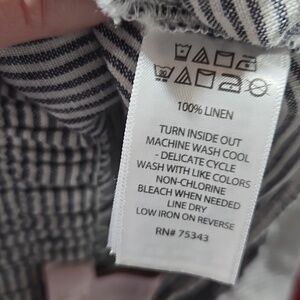 100% LINEN
TURN INSIDE OUT
MACHINE WASH COOL
- DELICATE CYCLE
WASH WITH LIKE COLORS
NON-CHLORINE
BLEACH WHEN NEEDED
LINE DRY
LOW IRON ON REVERSE
RN# 75343